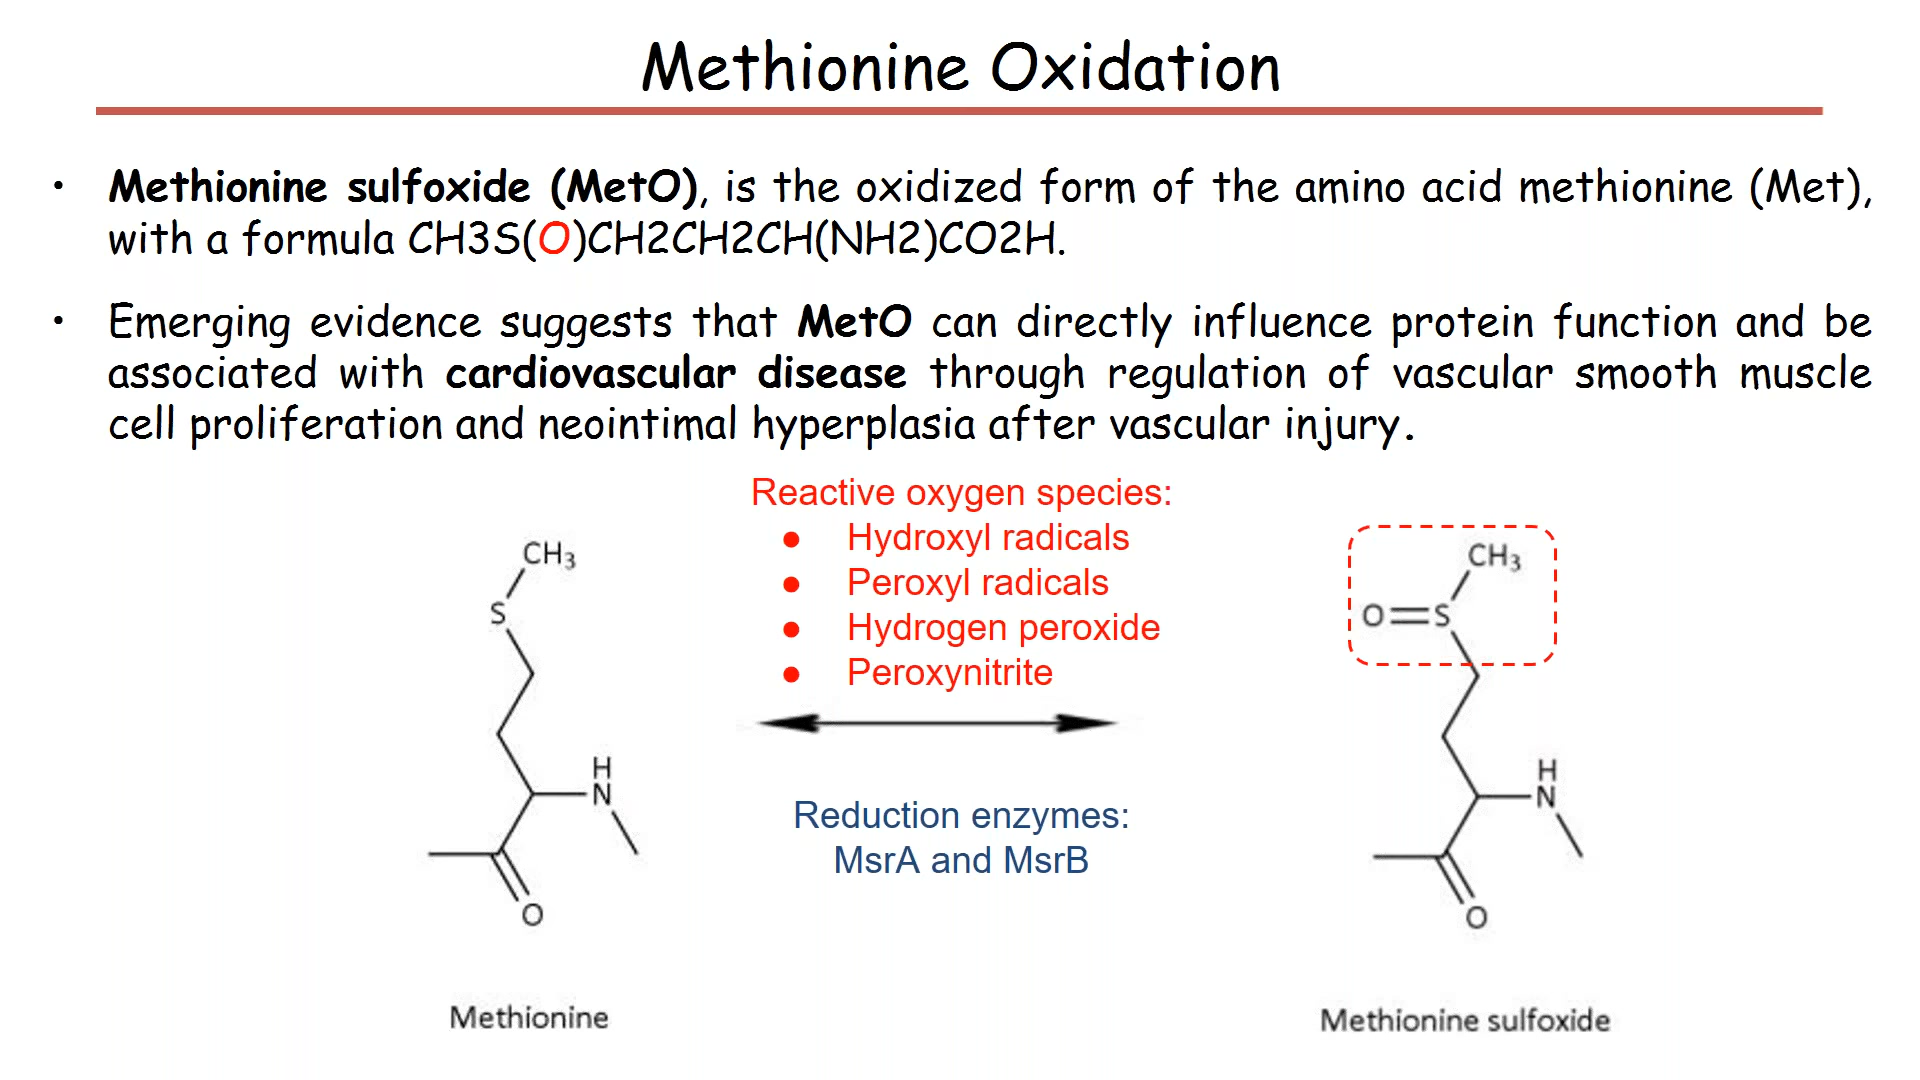 Methionine Oxidation
• Methionine sulfoxide (MetO), is the oxidized form of the amino acid methionine (Met),
with a formula CH3S(O)CH2CH2CH(NH2)CO2H.
• Emerging evidence suggests that MetO can directly influence protein function and be
associated with cardiovascular disease through regulation of vascular smooth muscle
cell proliferation and neointimal hyperplasia after vascular injury.
Reactive oxygen species:
● Hydroxyl radicals
● Peroxyl radicals
● Hydrogen peroxide
● Peroxynitrite
Reduction enzymes:
MsrA and MsrB
CH₃
S
H
N
O
Methionine
CH₃
O=S
H
N
O
Methionine sulfoxide